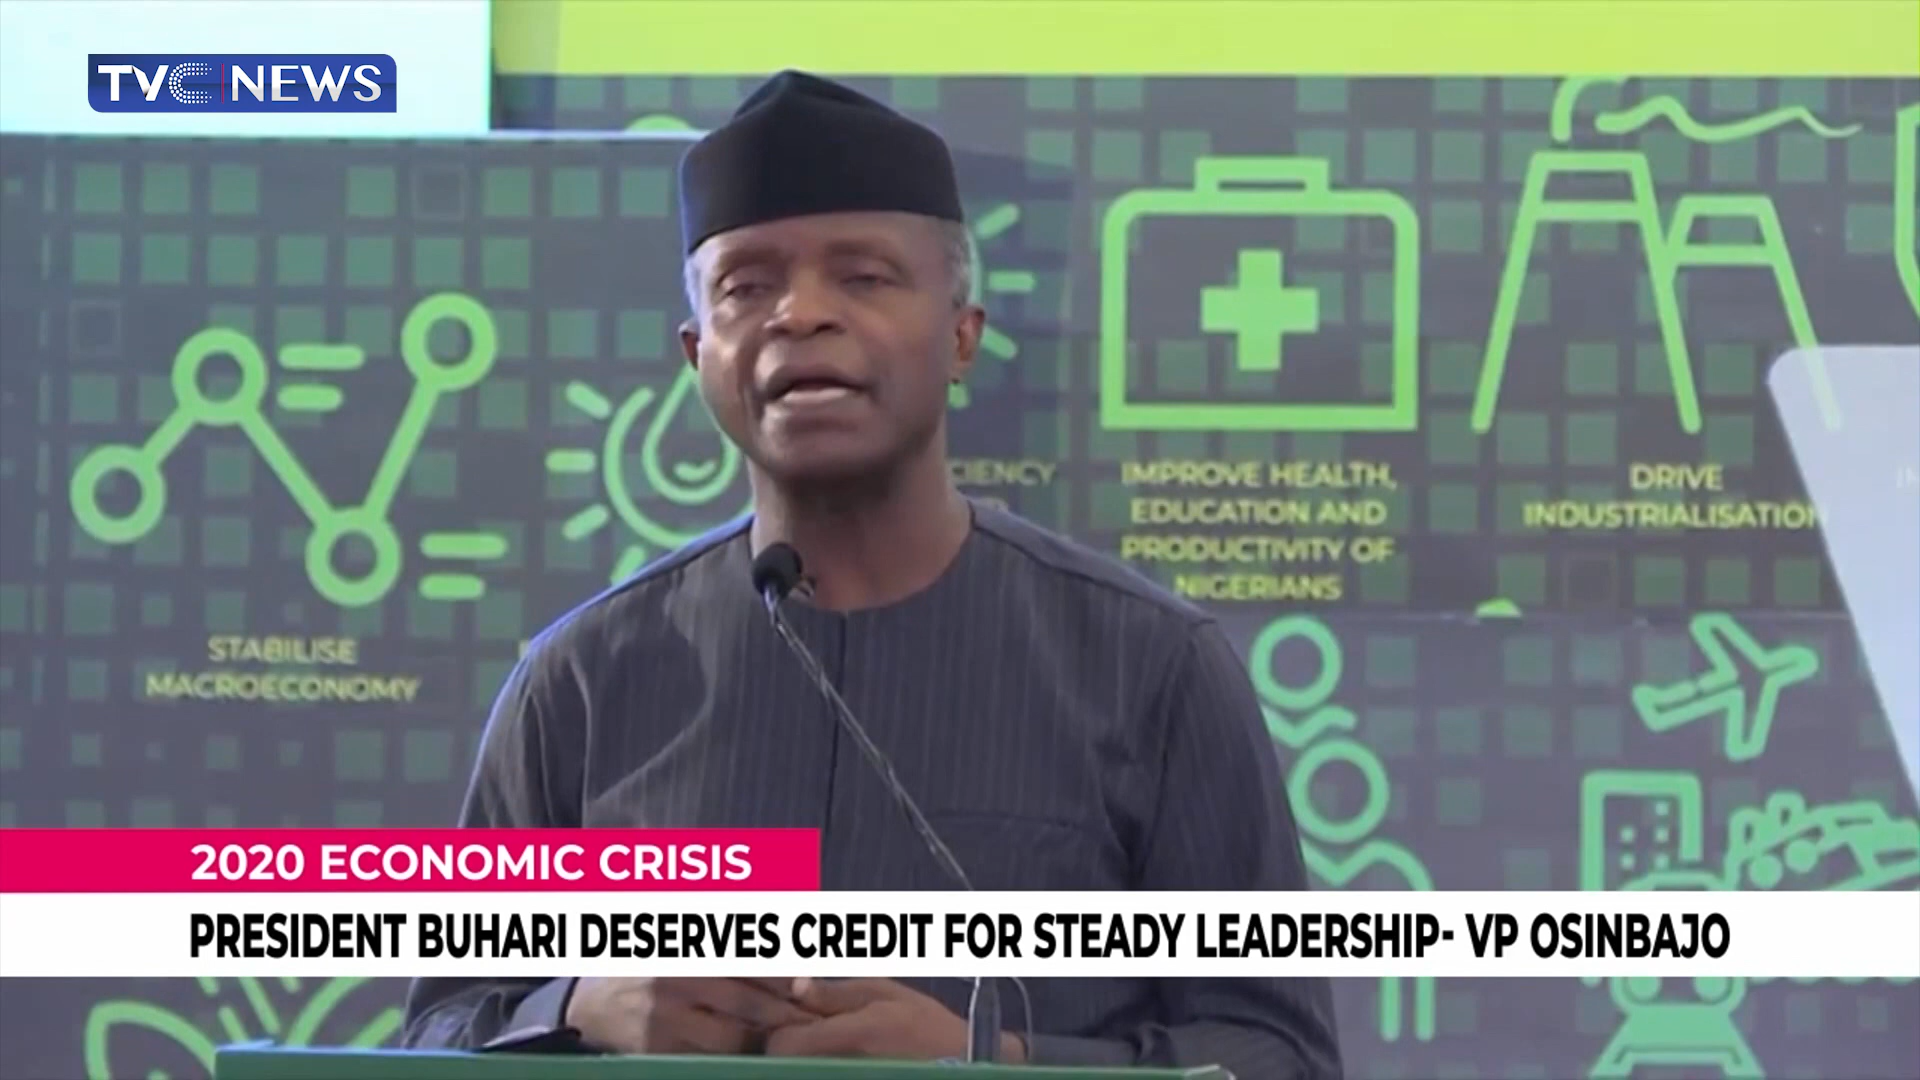 TVC NEWS
CIENCY
IMPROVE HEALTH,
EDUCATION AND
PRODUCTIVITY OF
NIGERIANS
DRIVE
INDUSTRIALISATION
STABILISE
MACROECONOMY
2020 ECONOMIC CRISIS
PRESIDENT BUHARI DESERVES CREDIT FOR STEADY LEADERSHIP- VP OSINBAJO